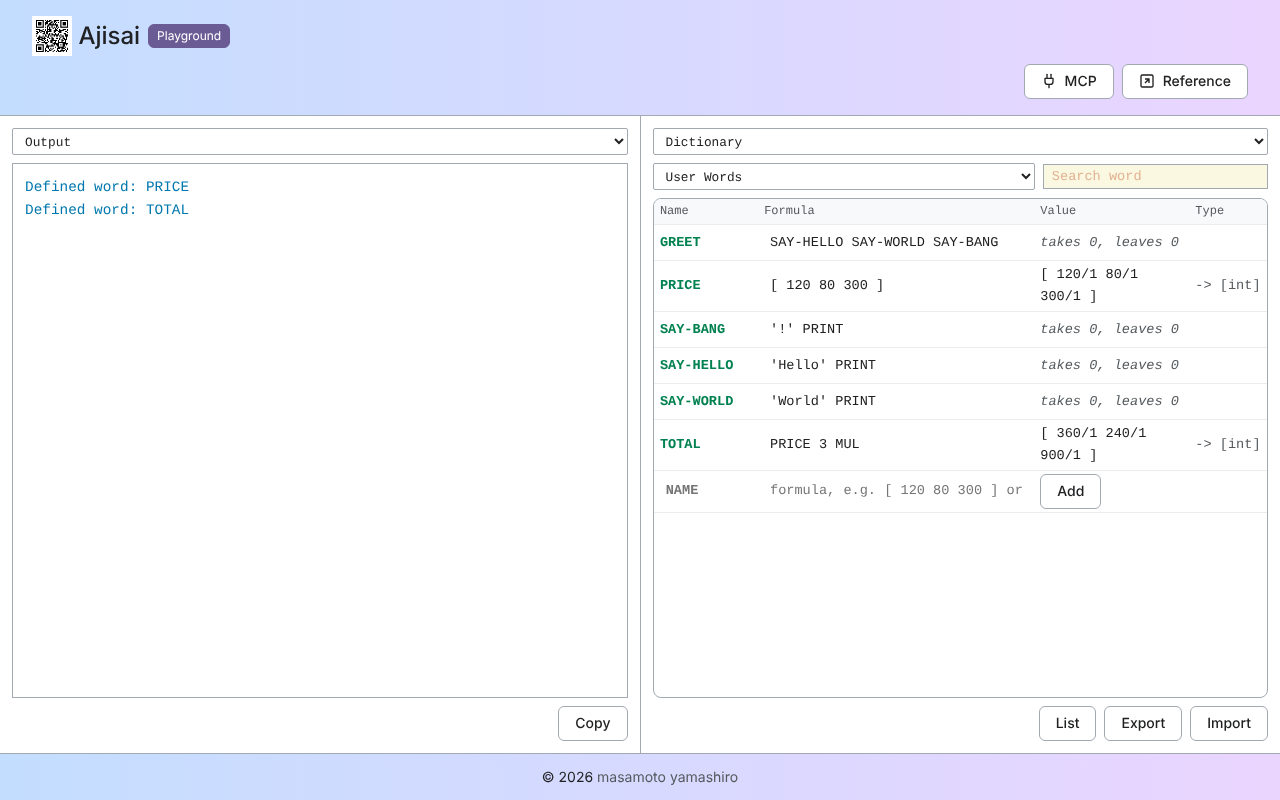 Ajisai Playground
MCP Reference
Output
Defined word: PRICE
Defined word: TOTAL
Copy
Dictionary
User Words Search word
Name Formula Value Type
GREET SAY-HELLO SAY-WORLD SAY-BANG takes 0, leaves 0
PRICE [ 120 80 300 ] [ 120/1 80/1 300/1 ] -> [int]
SAY-BANG '!' PRINT takes 0, leaves 0
SAY-HELLO 'Hello' PRINT takes 0, leaves 0
SAY-WORLD 'World' PRINT takes 0, leaves 0
TOTAL PRICE 3 MUL [ 360/1 240/1 900/1 ] -> [int]
NAME formula, e.g. [ 120 80 300 ] or Add
List Export Import
© 2026 masamoto yamashiro